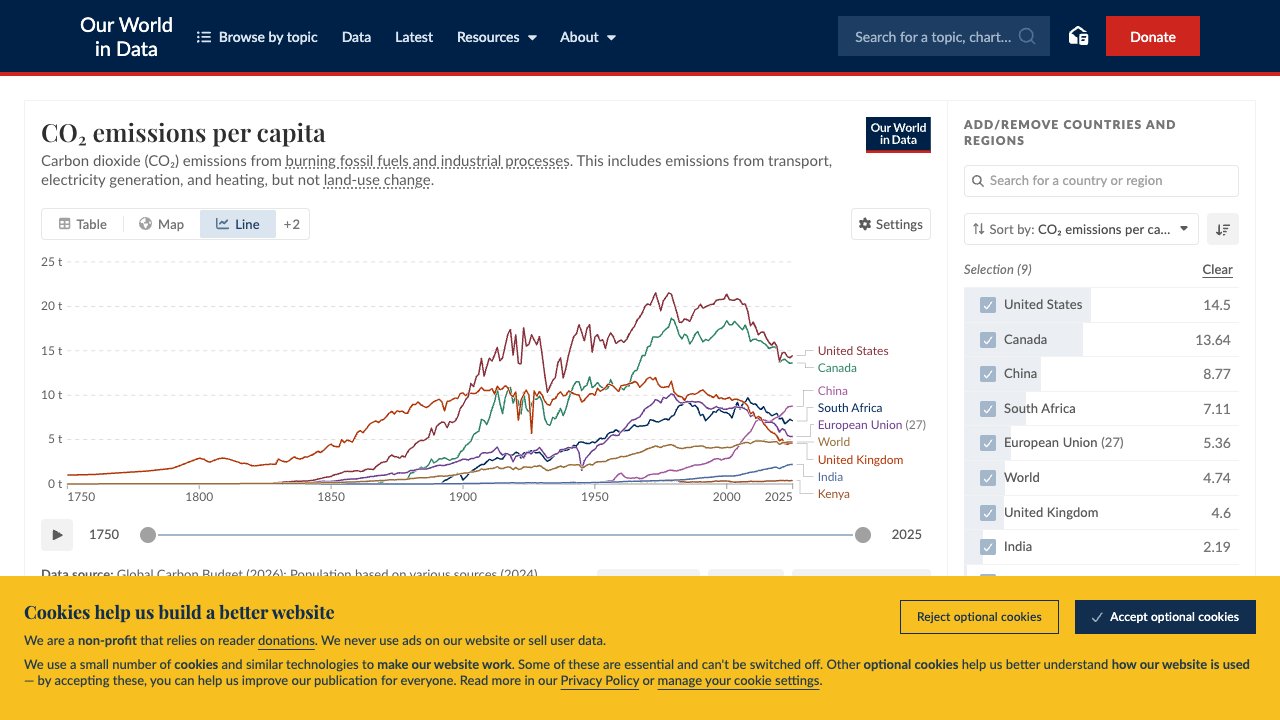 Our World
in Data
Browse by topic
Data
Latest
Resources
About
Search for a topic, chart...
Donate
CO₂ emissions per capita
Carbon dioxide (CO₂) emissions from burning fossil fuels and industrial processes. This includes emissions from transport,
electricity generation, and heating, but not land-use change.
Our World
in Data
Table
Map
Line
+2
Settings
25 t
20 t
15 t
10 t
5 t
0 t
1750
1800
1850
1900
1950
2000
2025
United States
Canada
China
South Africa
European Union (27)
World
United Kingdom
India
Kenya
1750
2025
Data source: Global Carbon Budget (2026); Population based on various sources (2024)
ADD/REMOVE COUNTRIES AND
REGIONS
Search for a country or region
Sort by: CO₂ emissions per ca...
Selection (9)
Clear
United States 14.5
Canada 13.64
China 8.77
South Africa 7.11
European Union (27) 5.36
World 4.74
United Kingdom 4.6
India 2.19
Cookies help us build a better website
We are a non-profit that relies on reader donations. We never use ads on our website or sell user data.
We use a small number of cookies and similar technologies to make our website work. Some of these are essential and can't be switched off. Other optional cookies help us better understand how our website is used
— by accepting these, you can help us improve our publication for everyone. Read more in our Privacy Policy or manage your cookie settings.
Reject optional cookies
Accept optional cookies